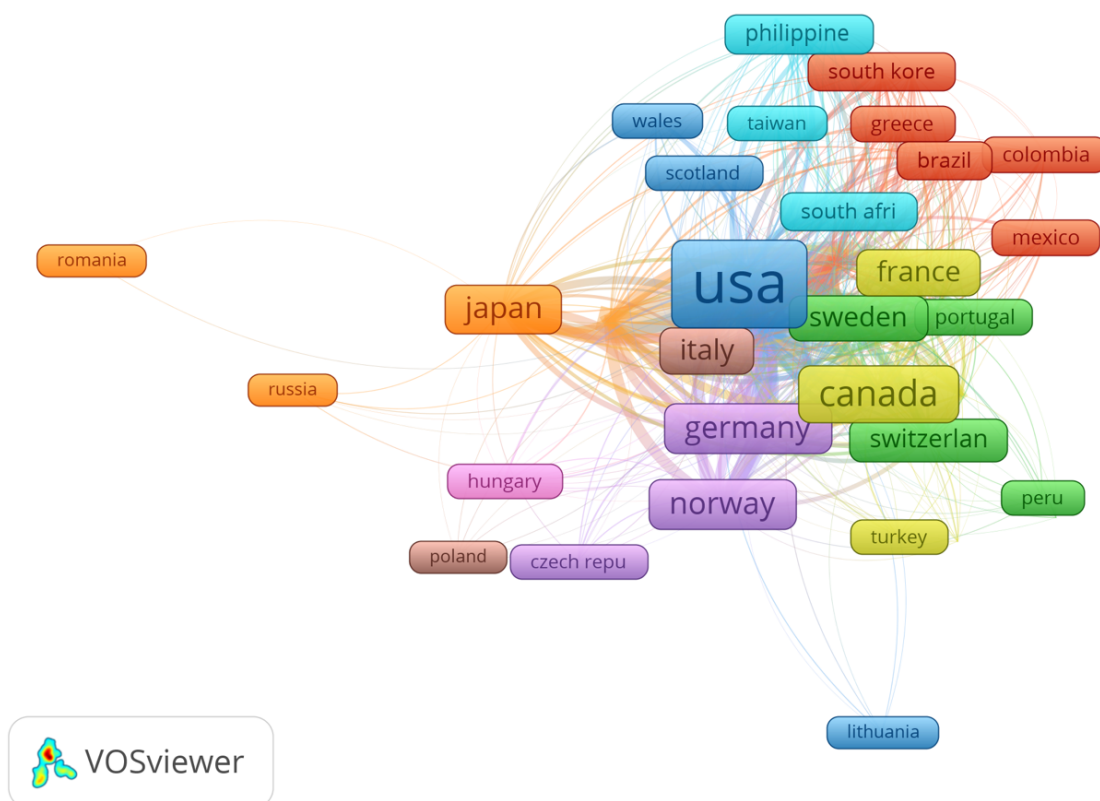 philippine
south kore
wales
taiwan
greece
brazil
colombia
scotland
south afri
mexico
romania
usa
france
japan
sweden
portugal
italy
russia
canada
germany
switzerlan
hungary
norway
peru
turkey
poland
czech repu
lithuania
VOSviewer